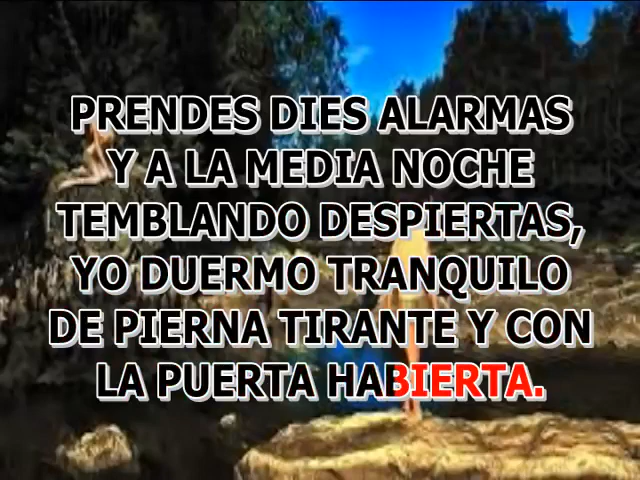 PRENDES DIES ALARMAS
Y A LA MEDIA NOCHE
TEMBLANDO DESPIERTAS,
YO DUERMO TRANQUILO
DE PIERNA TIRANTE Y CON
LA PUERTA HABIERTA.